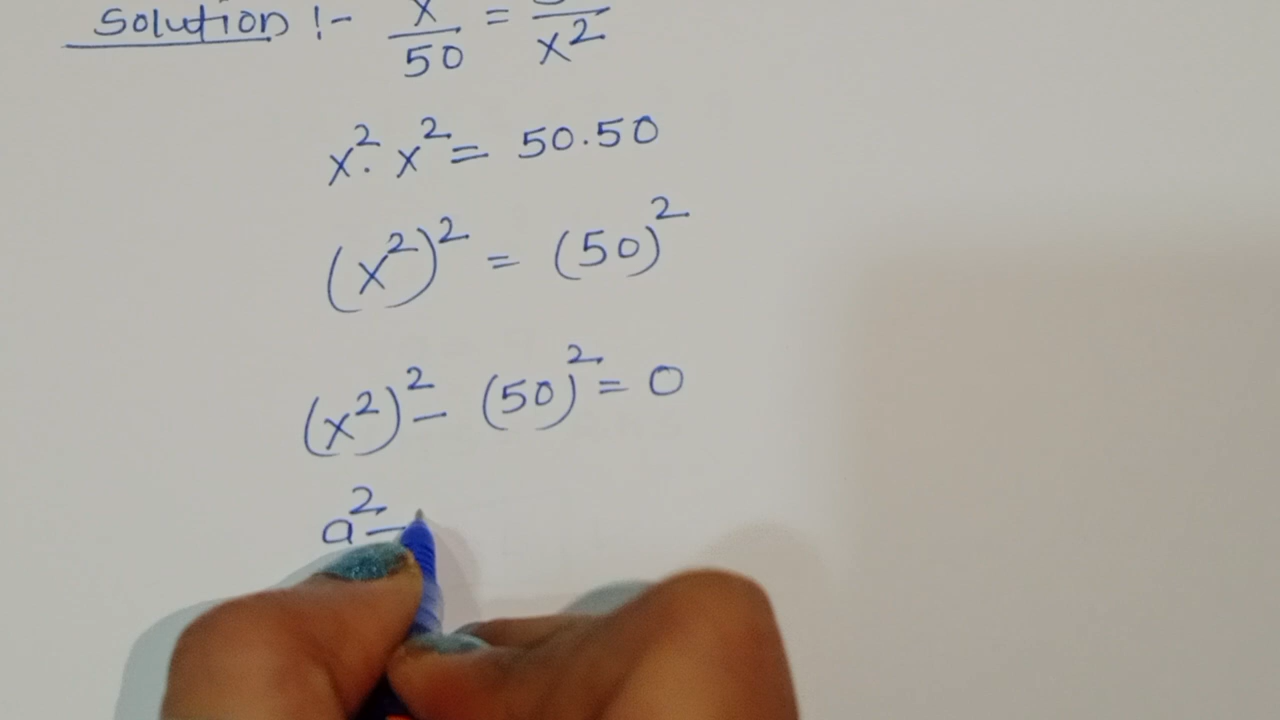 Solution :- x/50 = /x²
x². x² = 50.50
(x²)² = (50)²
(x²)² - (50)² = 0
a² -